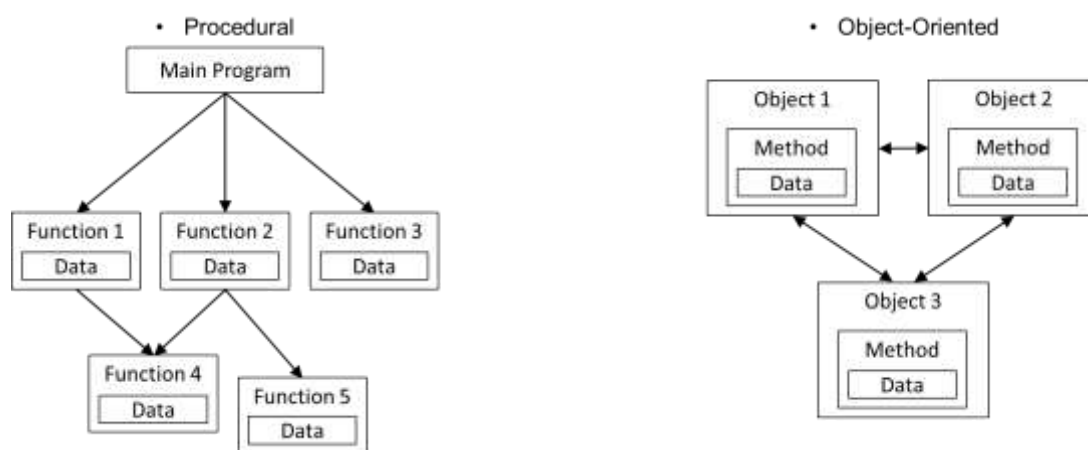 • Procedural
Main Program
Function 1
Data
Function 2
Data
Function 3
Data
Function 4
Data
Function 5
Data
• Object-Oriented
Object 1
Method
Data
Object 2
Method
Data
Object 3
Method
Data